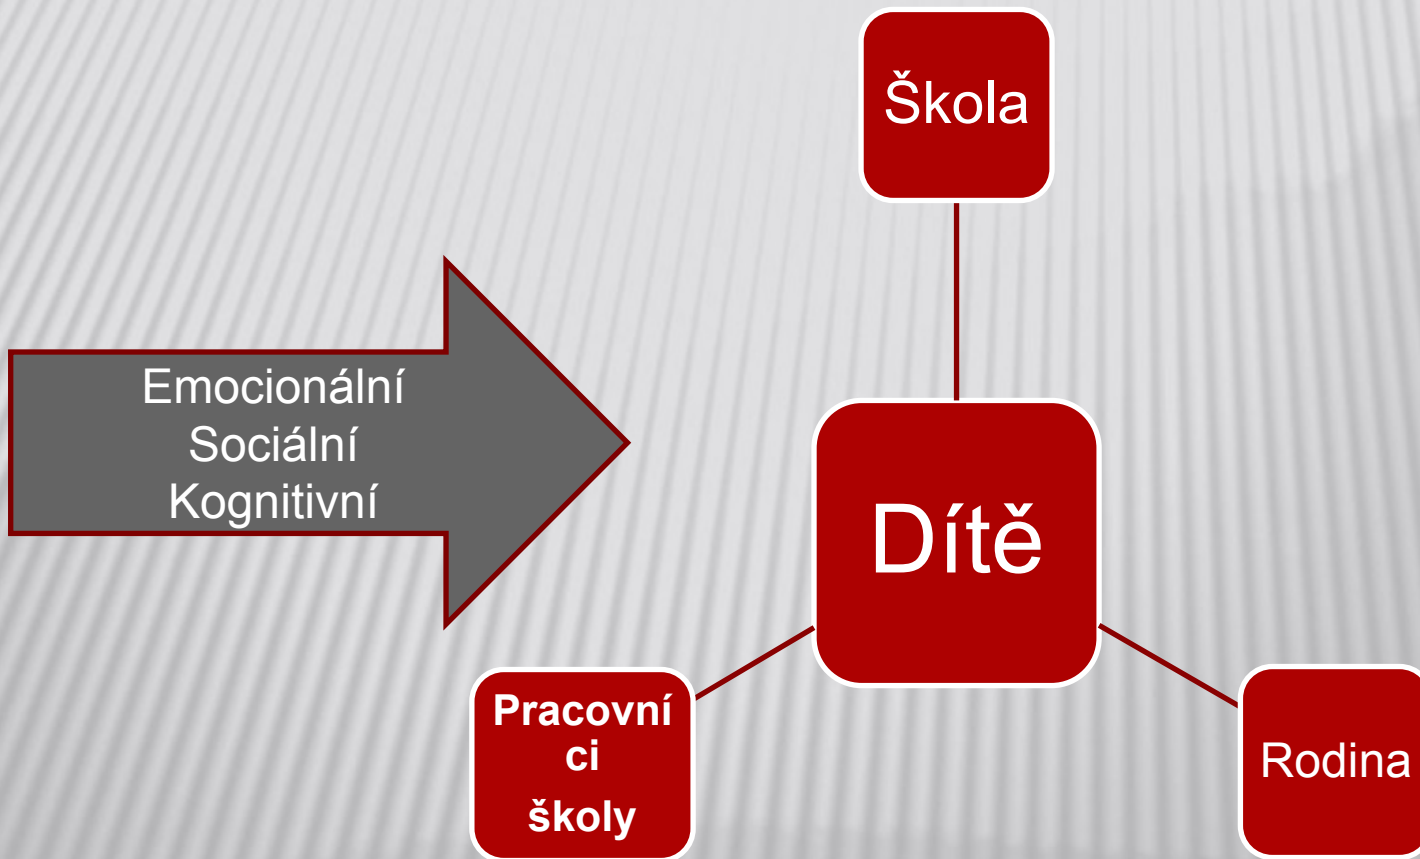 Škola
Emocionální
Sociální
Kognitivní
Dítě
Pracovní
ci
školy
Rodina